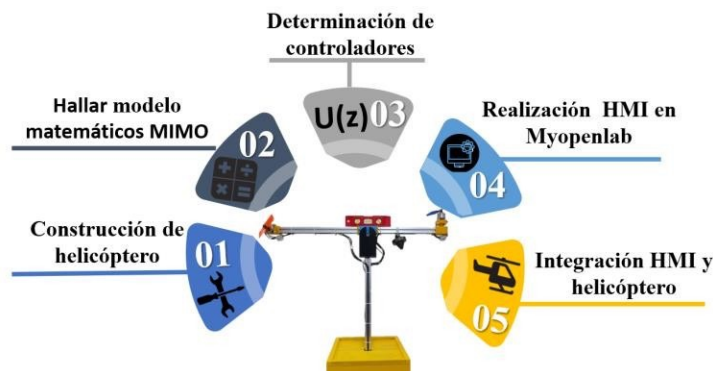 Construcción de
helicóptero
01
Hallar modelo
matemáticos MIMO
02
Determinación de
controladores
U(z)
03
Realización HMI en
Myopenlab
04
Integración HMI y
helicóptero
05